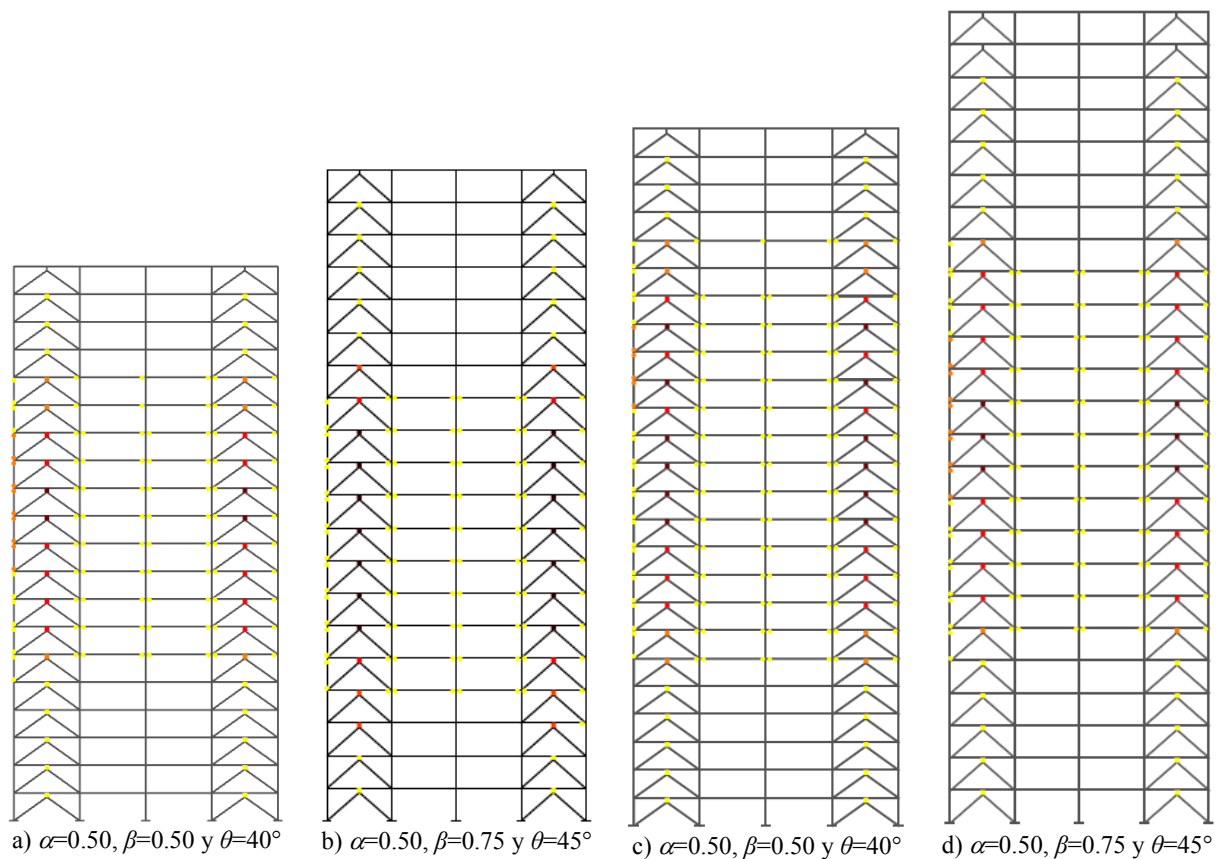 a) α=0.50, β=0.50 y θ=40°
b) α=0.50, β=0.75 y θ=45°
c) α=0.50, β=0.50 y θ=40°
d) α=0.50, β=0.75 y θ=45°